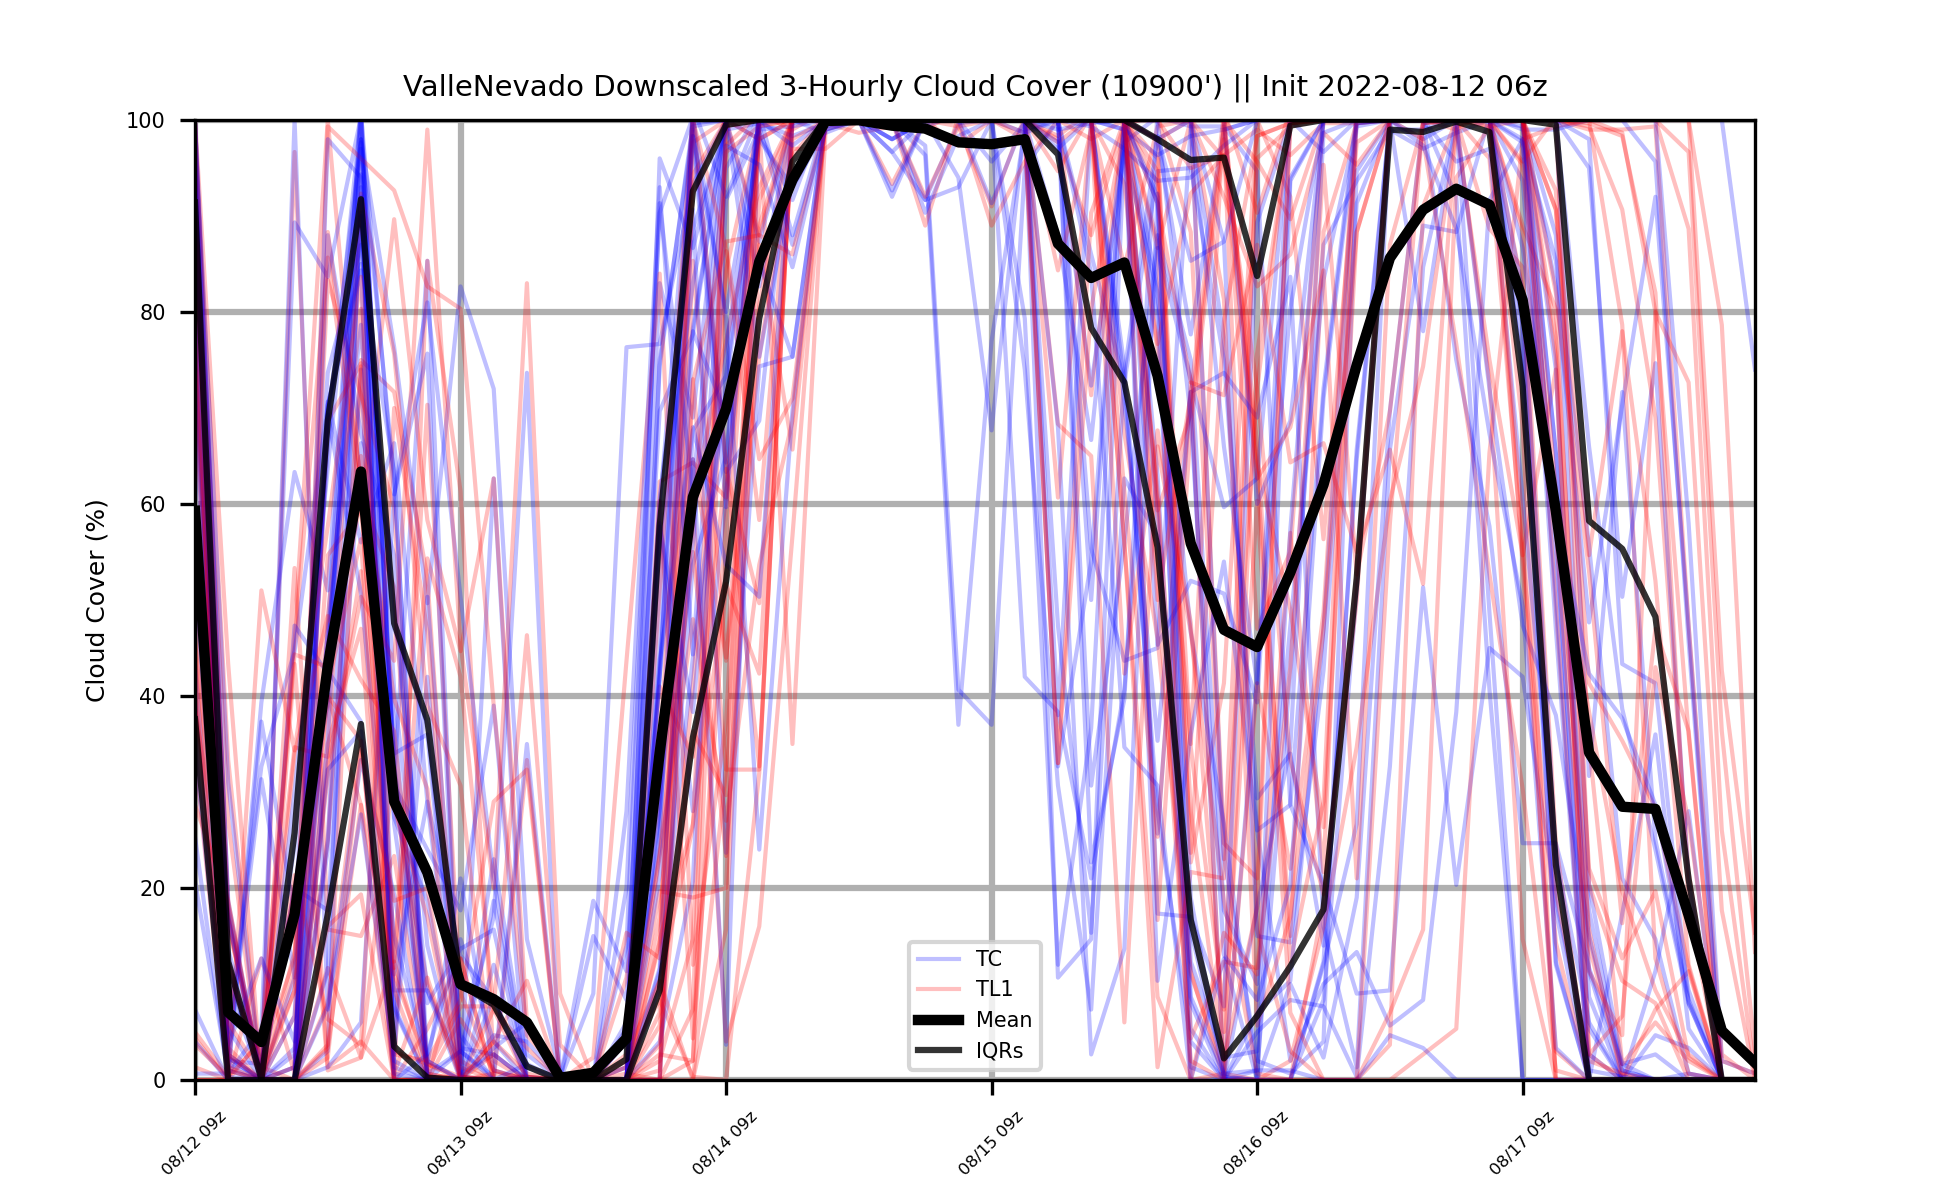 ValleNevado Downscaled 3-Hourly Cloud Cover (10900') || Init 2022-08-12 06z
100
80
60
40
20
0
Cloud Cover (%)
TC
TL1
Mean
IQRs
08/12 09z
08/13 09z
08/14 09z
08/15 09z
08/16 09z
08/17 09z